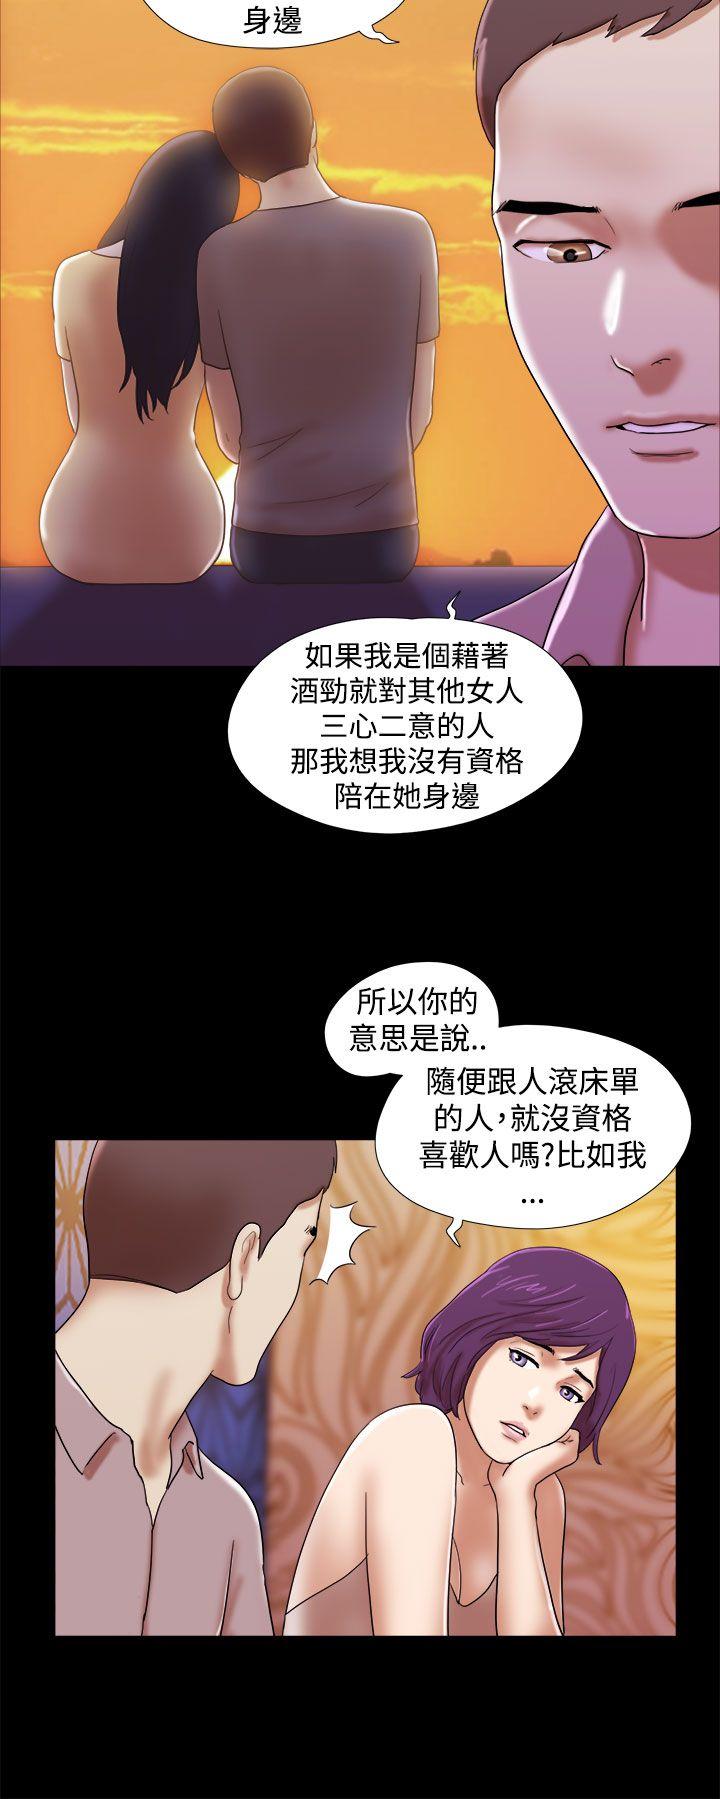 身邊
如果我是個藉著
酒勁就對其他女人
三心二意的人
那我想我沒有資格
陪在她身邊
所以你的
意思是說..
隨便跟人滾床單
的人,就沒資格
喜歡人嗎?比如我
...